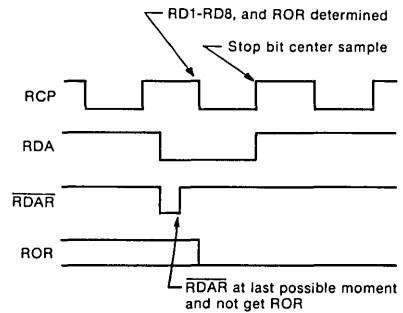 RD1-RD8, and ROR determined
Stop bit center sample
RCP
RDA
RDAR
ROR
RDAR at last possible moment
and not get ROR